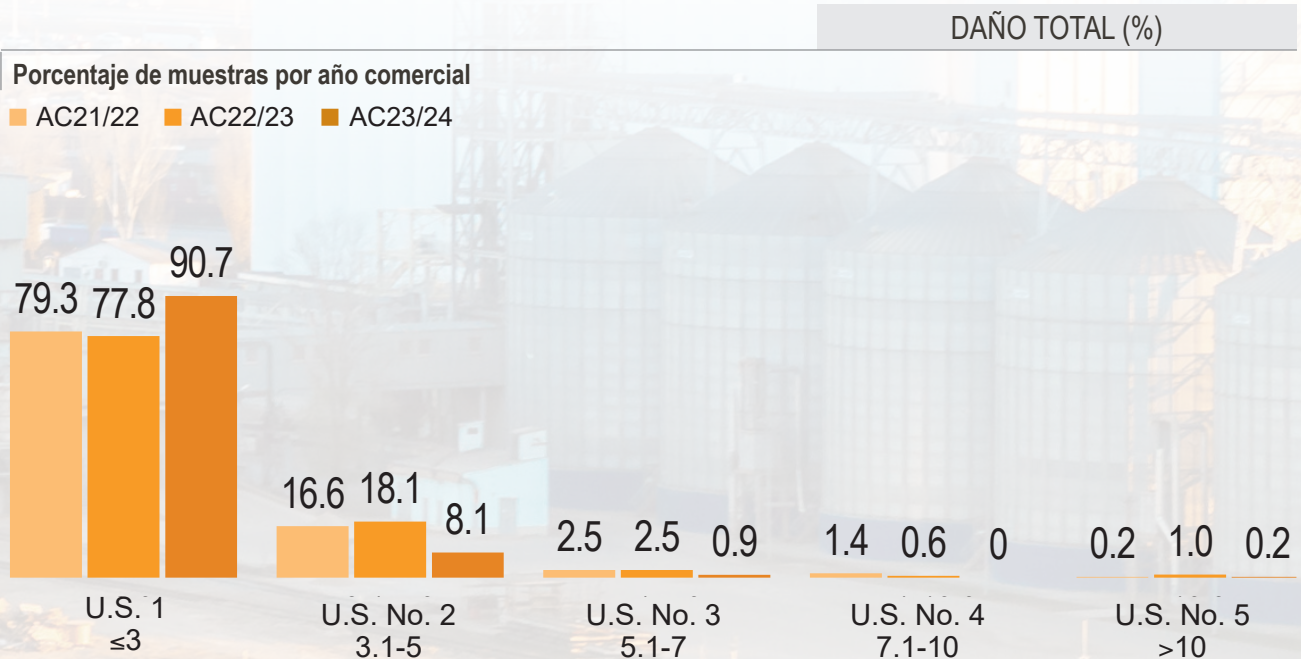 DAÑO TOTAL (%)
Porcentaje de muestras por año comercial
AC21/22 AC22/23 AC23/24
79.3 77.8 90.7
16.6 18.1 8.1
2.5 2.5 0.9
1.4 0.6 0
0.2 1.0 0.2
U.S. 1
≤3
U.S. No. 2
3.1-5
U.S. No. 3
5.1-7
U.S. No. 4
7.1-10
U.S. No. 5
>10